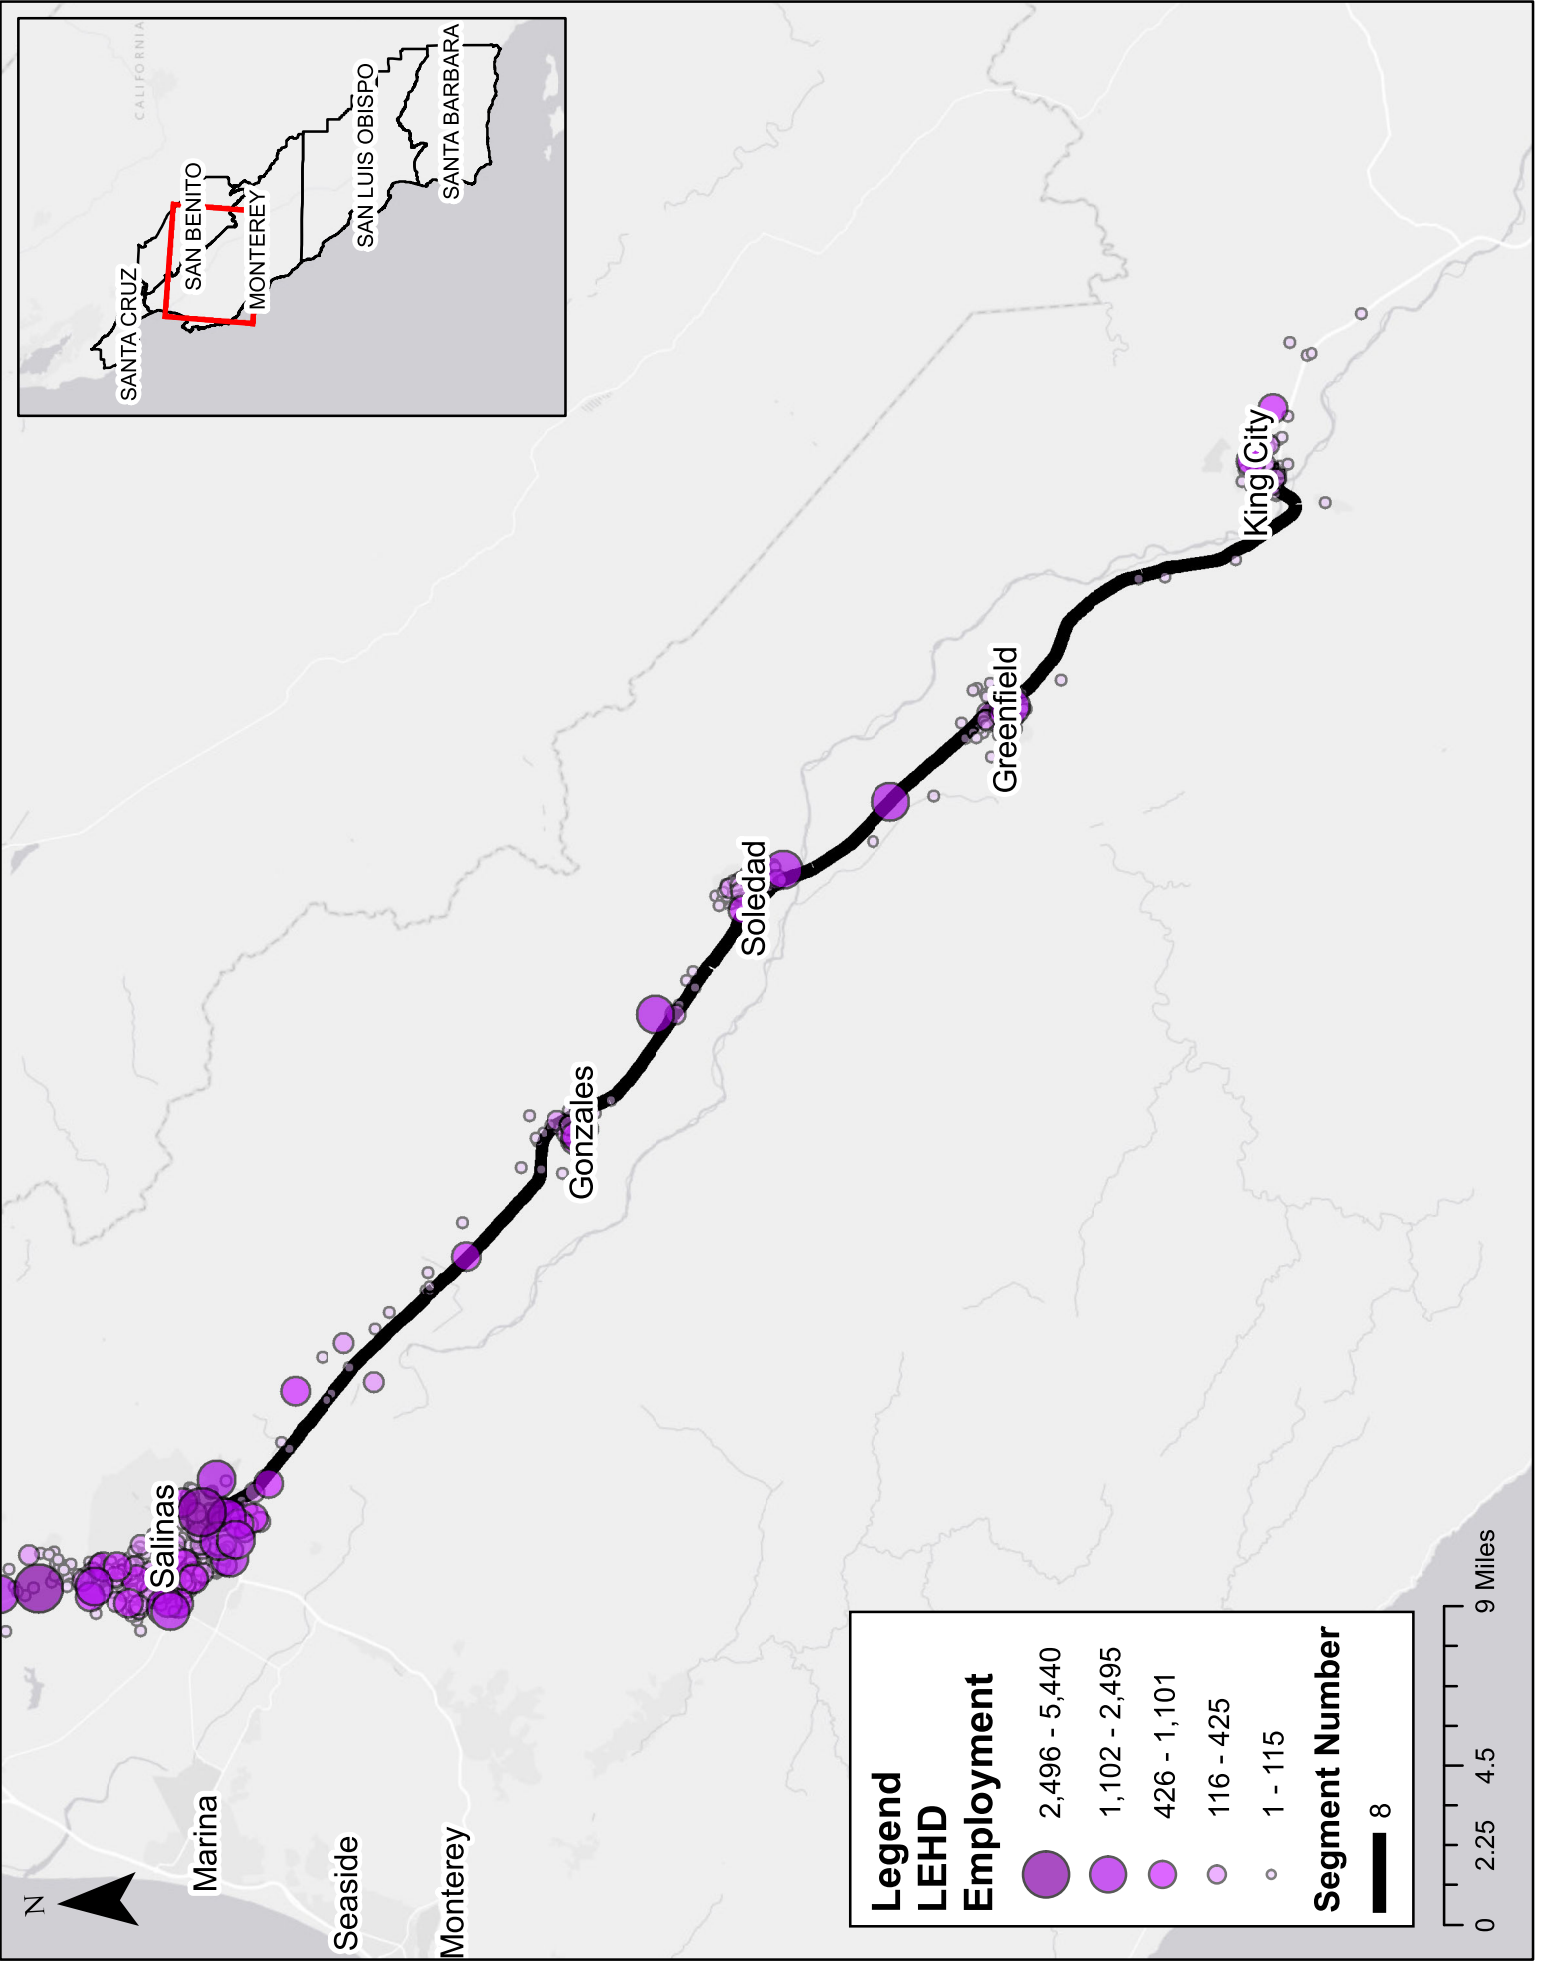 N
CALIFORNIA
SANTA CRUZ
SAN BENITO
MONTEREY
SAN LUIS OBISPO
SANTA BARBARA
Salinas
Marina
Seaside
Monterey
Gonzales
Soledad
Greenfield
King City
Legend
LEHD
Employment
2,496 - 5,440
1,102 - 2,495
426 - 1,101
116 - 425
1 - 115
Segment Number
8
0 2.25 4.5 9 Miles